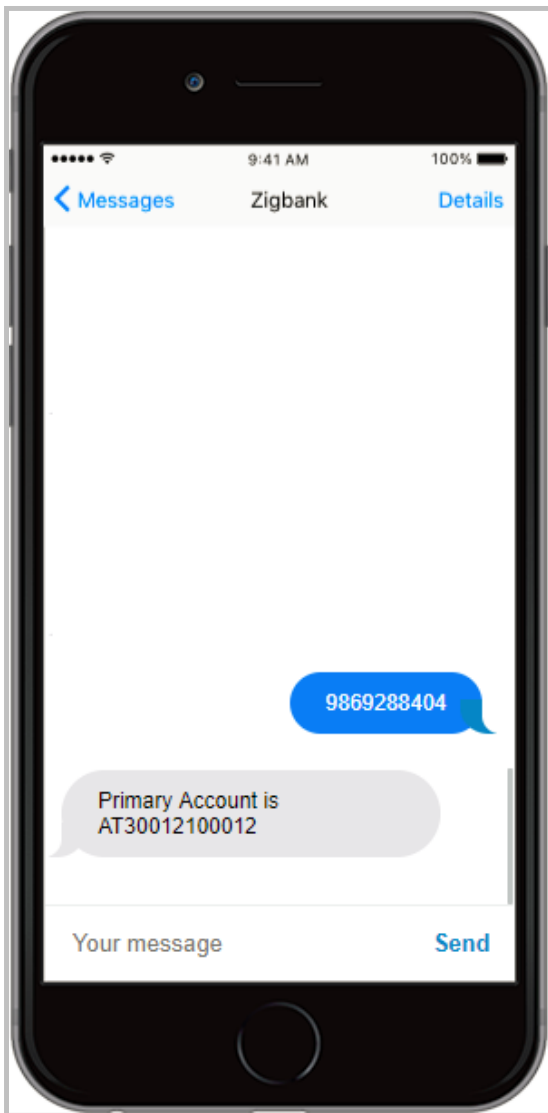 9:41 AM 100%
Messages Zigbank Details
9869288404
Primary Account is
AT30012100012
Your message Send